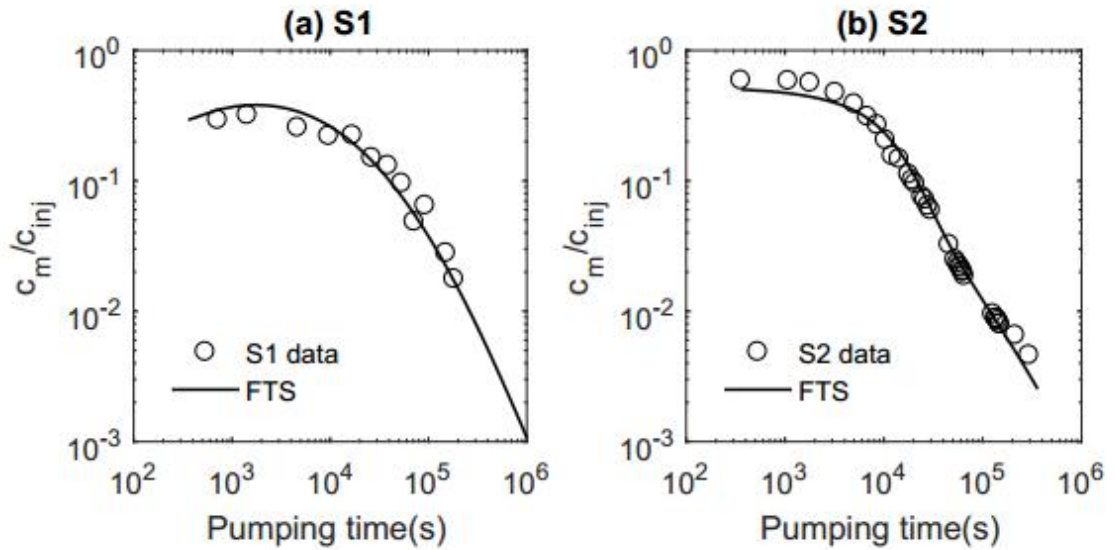 (a) S1
10^0
10^-1
10^-2
10^-3
c_m/c_inj
S1 data
FTS
10^2 10^3 10^4 10^5 10^6
Pumping time(s)
(b) S2
10^0
10^-1
10^-2
10^-3
c_m/c_inj
S2 data
FTS
10^2 10^3 10^4 10^5 10^6
Pumping time(s)